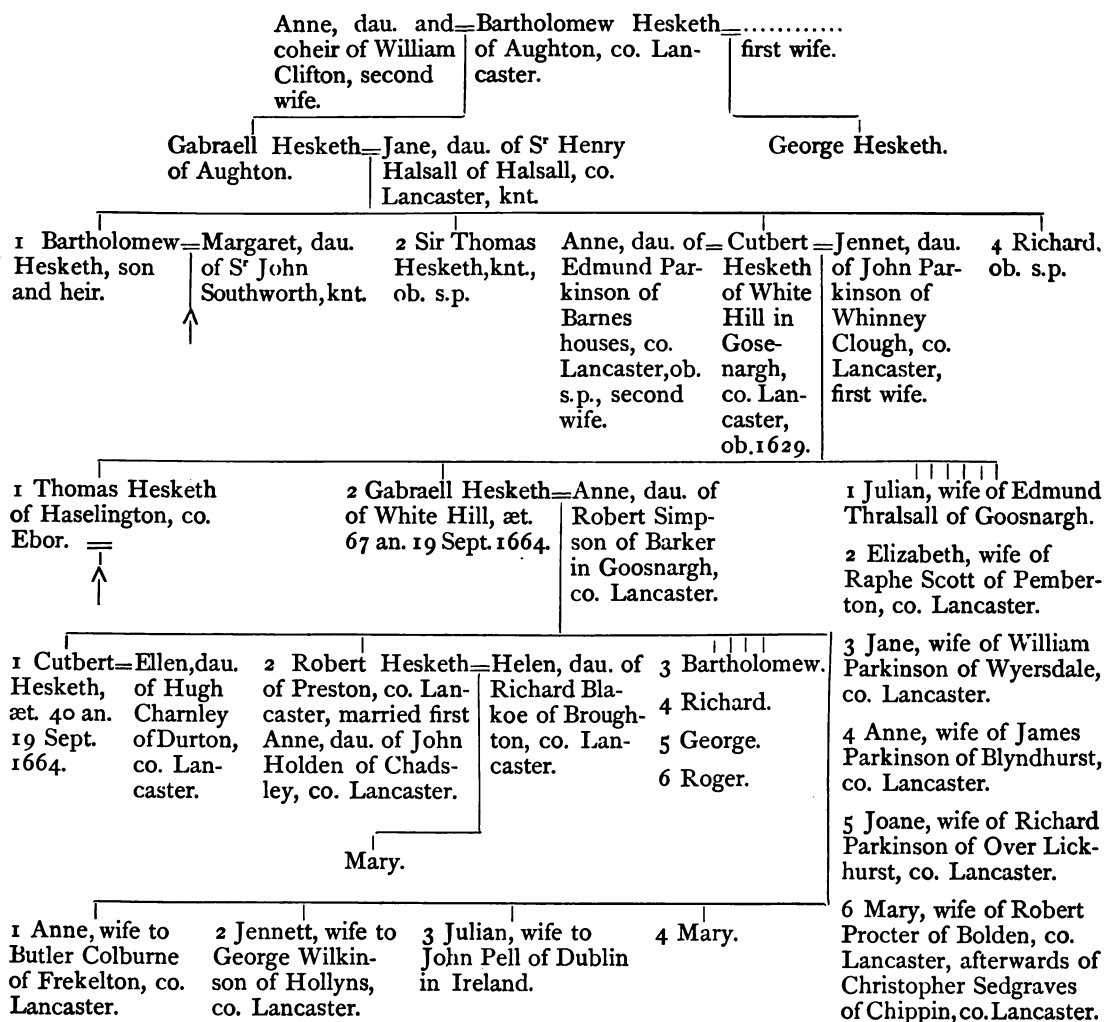 Anne, dau. and=Bartholomew Hesketh=............
coheir of William
Clifton, second
wife.
of Aughton, co. Lan-
caster.
first wife.
Gabraell Hesketh=Jane, dau. of Sʳ Henry
of Aughton.
Halsall of Halsall, co.
Lancaster, knt.
George Hesketh.
1 Bartholomew=Margaret, dau.
Hesketh, son
and heir.
of Sʳ John
Southworth, knt.
2 Sir Thomas
Hesketh, knt.,
ob. s.p.
Anne, dau. of=
Edmund Par-
kinson of
Barnes
houses, co.
Lancaster, ob.
s.p., second
wife.
Cutbert
Hesketh
of White
Hill in
Gose-
nargh,
co. Lan-
caster,
ob. 1629.
=Jennet, dau.
of John Par-
kinson of
Whinney
Clough, co.
Lancaster,
first wife.
4 Richard.
ob. s.p.
1 Thomas Hesketh
of Haselington, co.
Ebor. =
2 Gabraell Hesketh=
of White Hill, æt.
67 an. 19 Sept. 1664.
Anne, dau. of
Robert Simp-
son of Barker
in Goosnargh,
co. Lancaster.
1 Julian, wife of Edmund
Thralsall of Goosnargh.
2 Elizabeth, wife of
Raphe Scott of Pember-
ton, co. Lancaster.
3 Jane, wife of William
Parkinson of Wyersdale,
co. Lancaster.
4 Anne, wife of James
Parkinson of Blyndhurst,
co. Lancaster.
5 Joane, wife of Richard
Parkinson of Over Lick-
hurst, co. Lancaster.
6 Mary, wife of Robert
Procter of Bolden, co.
Lancaster, afterwards of
Christopher Sedgraves
of Chippin, co. Lancaster.
1 Cutbert=
Hesketh,
æt. 40 an.
19 Sept.
1664.
Ellen, dau.
of Hugh
Charnley
of Durton,
co. Lan-
caster.
2 Robert Hesketh=
of Preston, co. Lan-
caster, married first
Anne, dau. of John
Holden of Chads-
ley, co. Lancaster.
Helen, dau. of
Richard Bla-
koe of Brough-
ton, co. Lan-
caster.
3 Bartholomew.
4 Richard.
5 George.
6 Roger.
Mary.
1 Anne, wife to
Butler Colburne
of Frekelton, co.
Lancaster.
2 Jennett, wife to
George Wilkin-
son of Hollyns,
co. Lancaster.
3 Julian, wife to
John Pell of Dublin
in Ireland.
4 Mary.